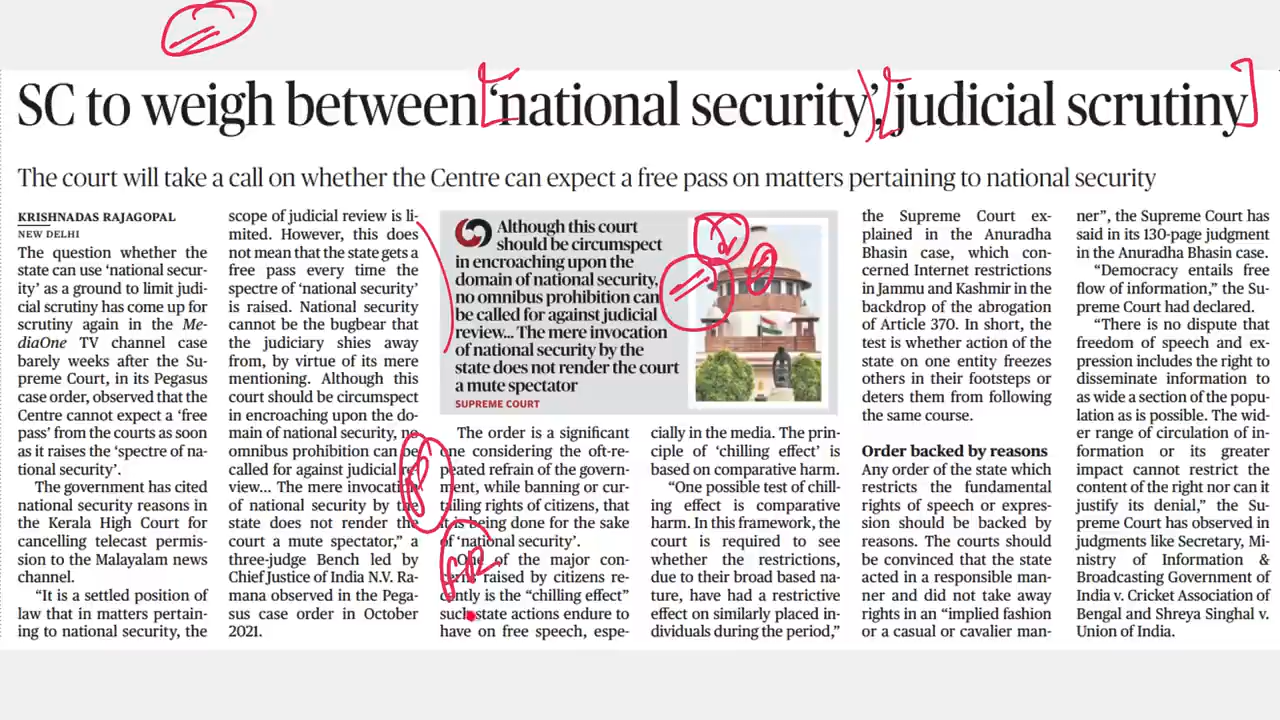 SC to weigh between ‘national security’, judicial scrutiny
The court will take a call on whether the Centre can expect a free pass on matters pertaining to national security
KRISHNADAS RAJAGOPAL
NEW DELHI
The question whether the
state can use ‘national secur-
ity’ as a ground to limit judi-
cial scrutiny has come up for
scrutiny again in the Me-
diaOne TV channel case
barely weeks after the Su-
preme Court, in its Pegasus
case order, observed that the
Centre cannot expect a ‘free
pass’ from the courts as soon
as it raises the ‘spectre of na-
tional security’.
The government has cited
national security reasons in
the Kerala High Court for
cancelling telecast permis-
sion to the Malayalam news
channel.
“It is a settled position of
law that in matters pertain-
ing to national security, the
scope of judicial review is li-
mited. However, this does
not mean that the state gets a
free pass every time the
spectre of ‘national security’
is raised. National security
cannot be the bugbear that
the judiciary shies away
from, by virtue of its mere
mentioning. Although this
court should be circumspect
in encroaching upon the do-
main of national security, no
omnibus prohibition can be
called for against judicial re-
view... The mere invocation
of national security by the
state does not render the
court a mute spectator,” a
three-judge Bench led by
Chief Justice of India N.V. Ra-
mana observed in the Pega-
sus case order in October
2021.
Although this court
should be circumspect
in encroaching upon the
domain of national security,
no omnibus prohibition can
be called for against judicial
review... The mere invocation
of national security by the
state does not render the court
a mute spectator
SUPREME COURT
The order is a significant
one considering the oft-re-
peated refrain of the govern-
ment, while banning or cur-
tailing rights of citizens, that
it is being done for the sake
of ‘national security’.
One of the major con-
cerns raised by citizens re-
cently is the “chilling effect”
such state actions endure to
have on free speech, espe-
cially in the media. The prin-
ciple of ‘chilling effect’ is
based on comparative harm.
“One possible test of chill-
ing effect is comparative
harm. In this framework, the
court is required to see
whether the restrictions,
due to their broad based na-
ture, have had a restrictive
effect on similarly placed in-
dividuals during the period,”
the Supreme Court ex-
plained in the Anuradha
Bhasin case, which con-
cerned Internet restrictions
in Jammu and Kashmir in the
backdrop of the abrogation
of Article 370. In short, the
test is whether action of the
state on one entity freezes
others in their footsteps or
deters them from following
the same course.
Order backed by reasons
Any order of the state which
restricts the fundamental
rights of speech or expres-
sion should be backed by
reasons. The courts should
be convinced that the state
acted in a responsible man-
ner and did not take away
rights in an “implied fashion
or a casual or cavalier man-
ner”, the Supreme Court has
said in its 130-page judgment
in the Anuradha Bhasin case.
“Democracy entails free
flow of information,” the Su-
preme Court had declared.
“There is no dispute that
freedom of speech and ex-
pression includes the right to
disseminate information to
as wide a section of the popu-
lation as is possible. The wid-
er range of circulation of in-
formation or its greater
impact cannot restrict the
content of the right nor can it
justify its denial,” the Su-
preme Court has observed in
judgments like Secretary, Mi-
nistry of Information &
Broadcasting Government of
India v. Cricket Association of
Bengal and Shreya Singhal v.
Union of India.